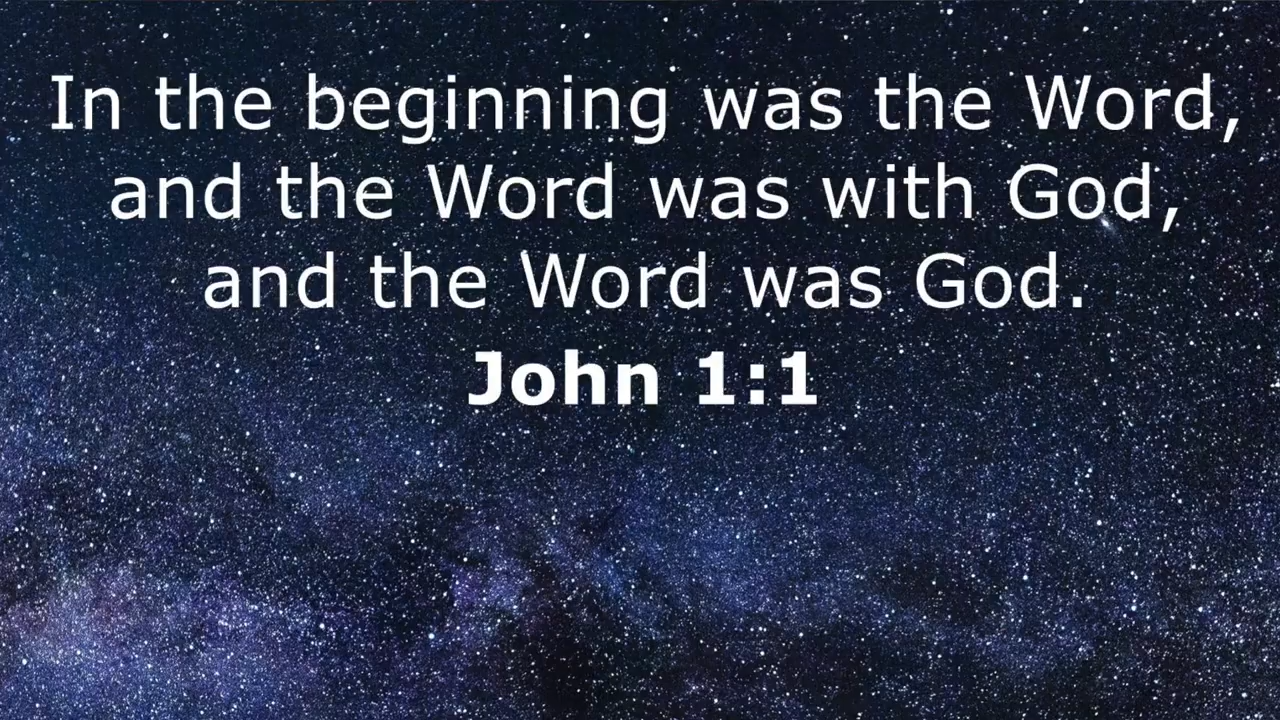 In the beginning was the Word,
and the Word was with God,
and the Word was God.
John 1:1